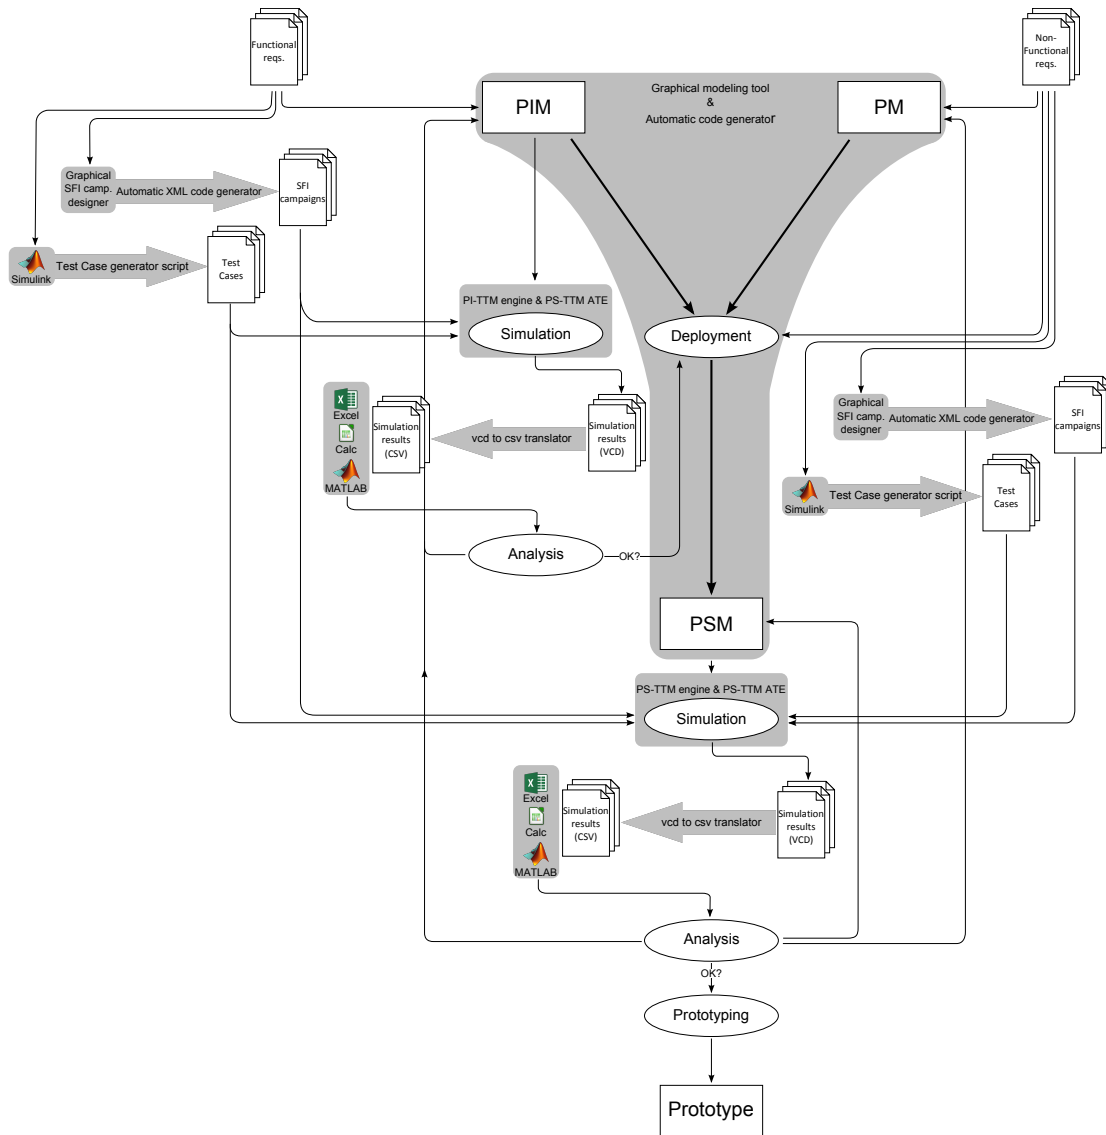 Functional
reqs.
Non-
Functional
reqs.
Graphical modeling tool
&
Automatic code generator
PIM
PM
Graphical
SFI camp.
designer
Automatic XML code generator
SFI
campaigns
Simulink
Test Case generator script
Test
Cases
PI-TTM engine & PS-TTM ATE
Simulation
Deployment
Excel
Calc
MATLAB
Simulation
results
(CSV)
vcd to csv translator
Simulation
results
(VCD)
Graphical
SFI camp.
designer
Automatic XML code generator
SFI
campaigns
Simulink
Test Case generator script
Test
Cases
Analysis
OK?
PSM
PS-TTM engine & PS-TTM ATE
Simulation
Excel
Calc
MATLAB
Simulation
results
(CSV)
vcd to csv translator
Simulation
results
(VCD)
Analysis
OK?
Prototyping
Prototype